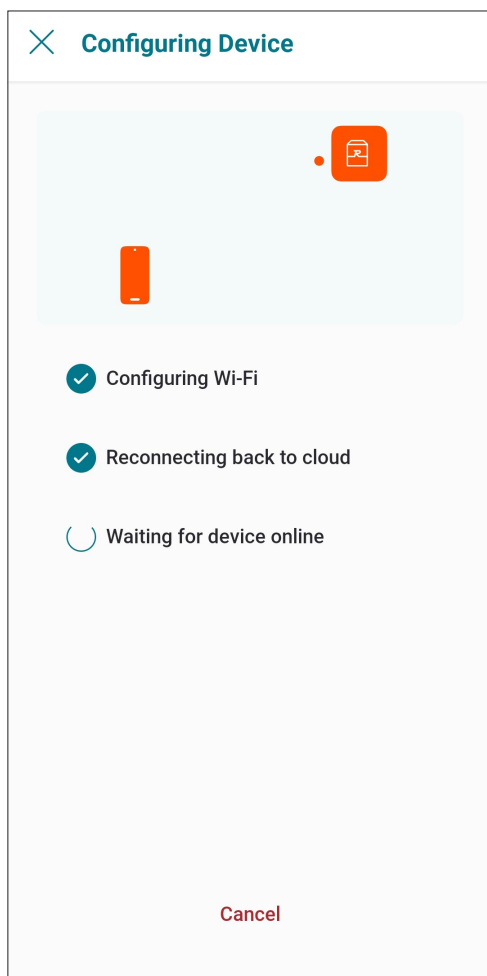 Configuring Device
Configuring Wi-Fi
Reconnecting back to cloud
Waiting for device online
Cancel